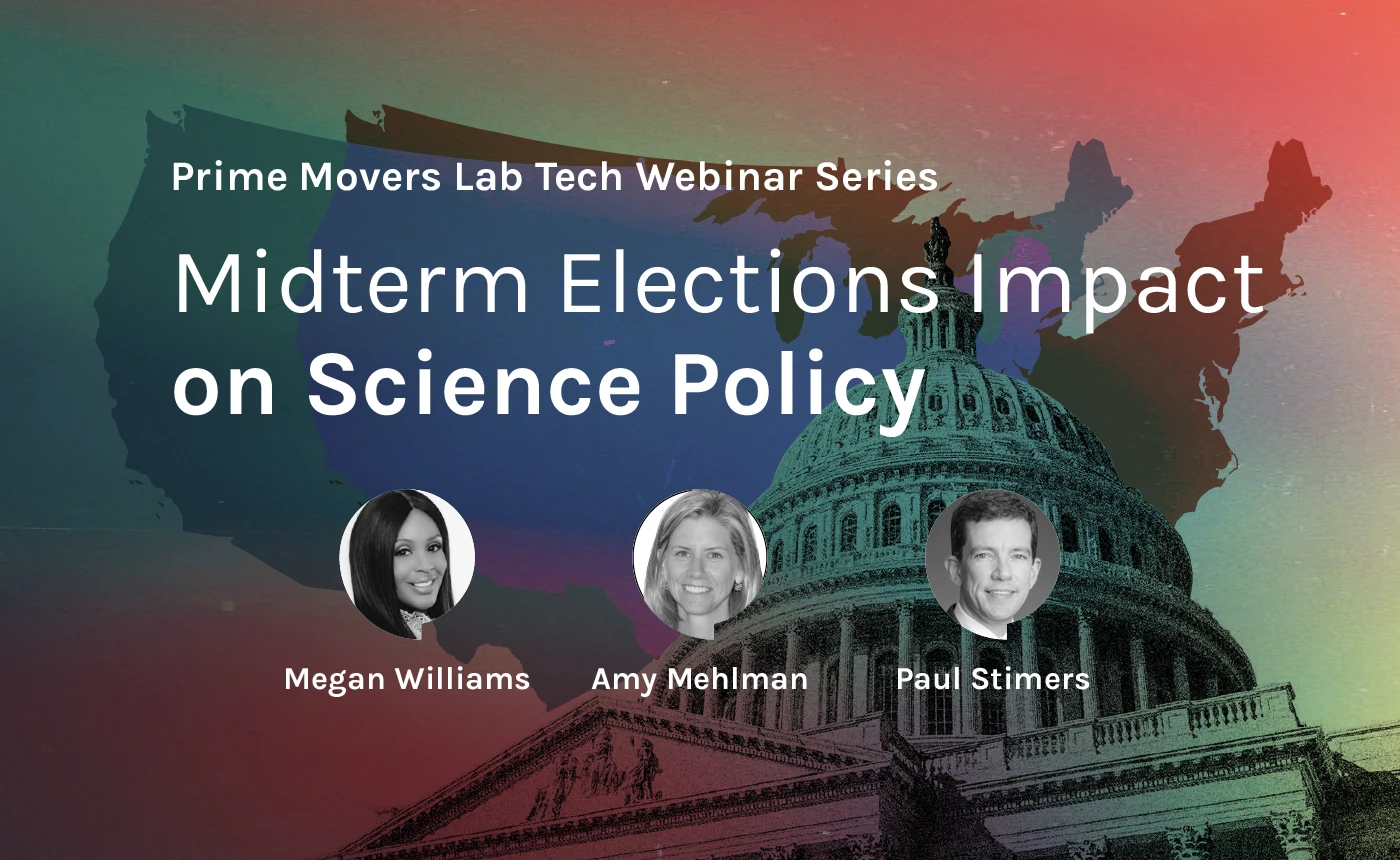 Prime Movers Lab Tech Webinar Series
Midterm Elections Impact
on Science Policy
Megan Williams
Amy Mehlman
Paul Stimers